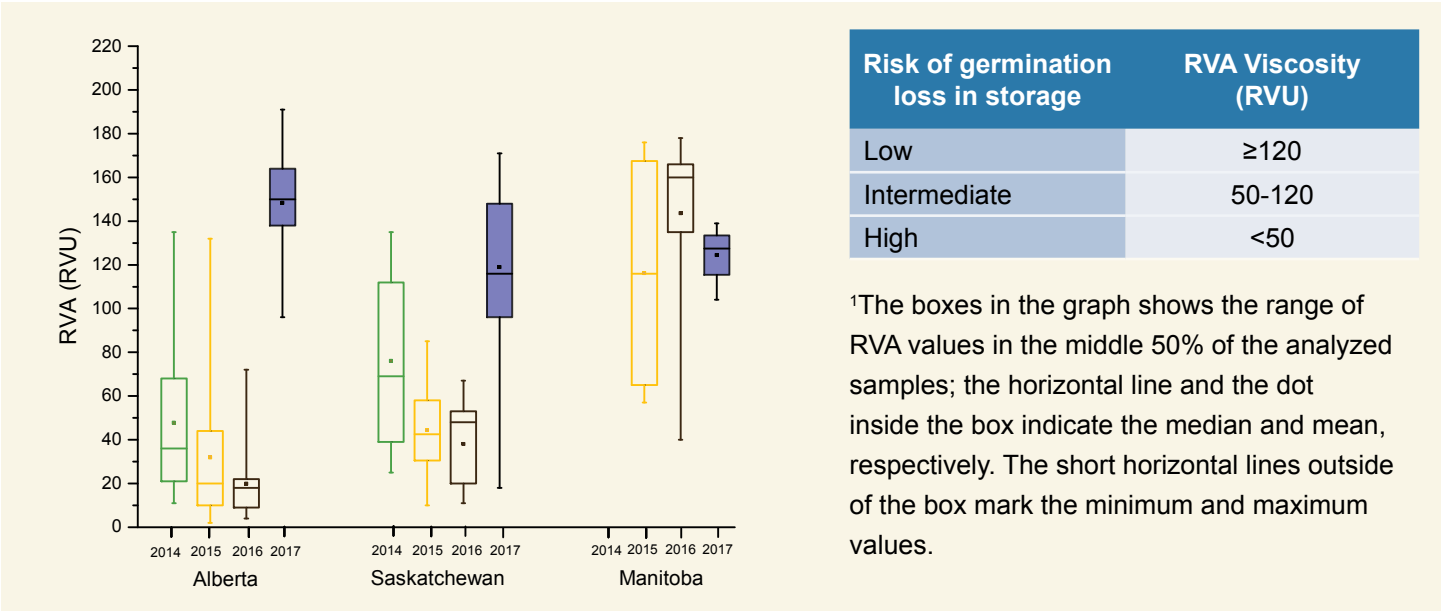 220
200
180
160
140
120
100
80
60
40
20
0
RVA (RVU)
2014 2015 2016 2017
Alberta
2014 2015 2016 2017
Saskatchewan
2014 2015 2016 2017
Manitoba
Risk of germination RVA Viscosity
loss in storage (RVU)
Low ≥120
Intermediate 50-120
High <50
¹The boxes in the graph shows the range of
RVA values in the middle 50% of the analyzed
samples; the horizontal line and the dot
inside the box indicate the median and mean,
respectively. The short horizontal lines outside
of the box mark the minimum and maximum
values.